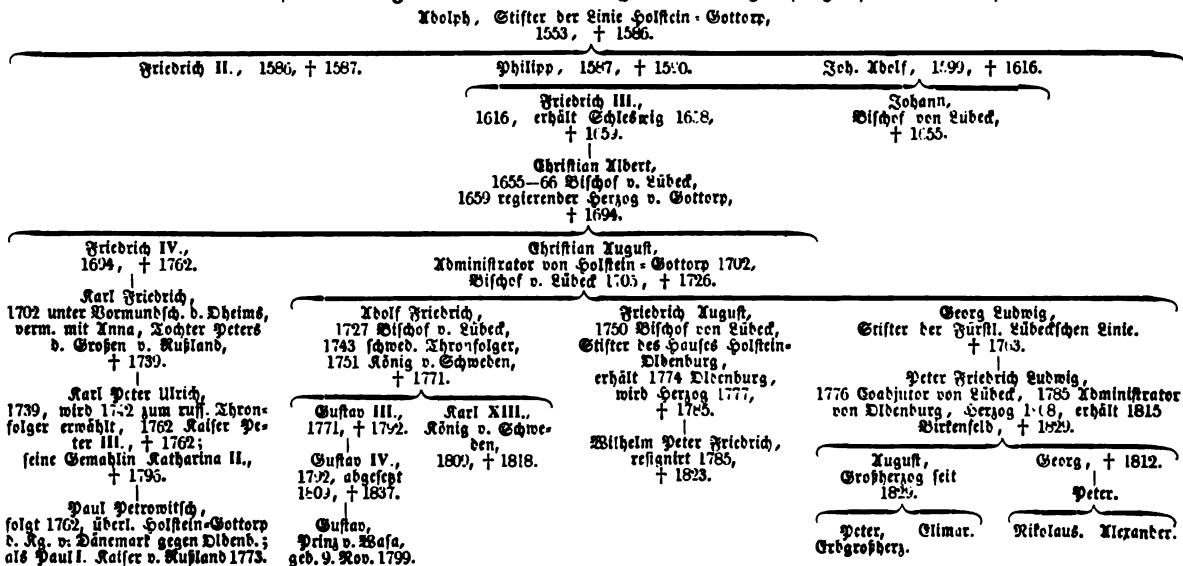 Adolph, Stifter der Linie Holstein-Gottorp,
1553, † 1586.
Friedrich II., 1586, † 1587.
Philipp, 1587, † 1590.
Joh. Adolf, 1599, † 1616.
Friedrich III.,
1616, erhält Schleswig 1658,
† 1659.
Johann,
Bischof von Lübeck,
† 1655.
Christian Albert,
1655—66 Bischof v. Lübeck,
1659 regierender Herzog v. Gottorp,
† 1694.
Friedrich IV.,
1694, † 1762.
Christian August,
Administrator von Holstein-Gottorp 1702,
Bischof v. Lübeck 1705, † 1726.
Karl Friedrich,
1702 unter Vormundsch. d. Oheims,
verm. mit Anna, Tochter Peters
d. Großen v. Rußland,
† 1739.
Adolf Friedrich,
1727 Bischof v. Lübeck,
1743 schwed. Thronfolger,
1751 König v. Schweden,
† 1771.
Friedrich August,
1750 Bischof von Lübeck,
Stifter des Hauses Holstein-
Oldenburg,
erhält 1774 Oldenburg,
wird Herzog 1777,
† 1785.
Georg Ludwig,
Stifter der Fürstl. Lübeckschen Linie.
† 1763.
Karl Peter Ulrich,
1739, wird 1742 zum russ. Thron-
folger erwählt, 1762 Kaiser Pe-
ter III., † 1762;
seine Gemahlin Katharina II.,
† 1796.
Gustav III.,
1771, † 1792.
Karl XIII.,
König v. Schwe-
den,
1809, † 1818.
Wilhelm Peter Friedrich,
resignirt 1785,
† 1823.
Peter Friedrich Ludwig,
1776 Coadjutor von Lübeck, 1785 Administrator
von Oldenburg, Herzog 1818, erhält 1815
Birkenfeld, † 1829.
Gustav IV.,
1792, abgesetzt
1809, † 1837.
August,
Großherzog seit
1829.
Georg, † 1812.
Peter.
Paul Petrowitsch,
folgt 1762, überl. Holstein-Gottorp
d. Kg. v. Dänemark gegen Oldenb.;
als Paul I. Kaiser v. Rußland 1773.
Gustav,
Prinz v. Wasa,
geb. 9. Nov. 1799.
Peter,
Erbgroßherz.
Elimar.
Nikolaus. Alexander.